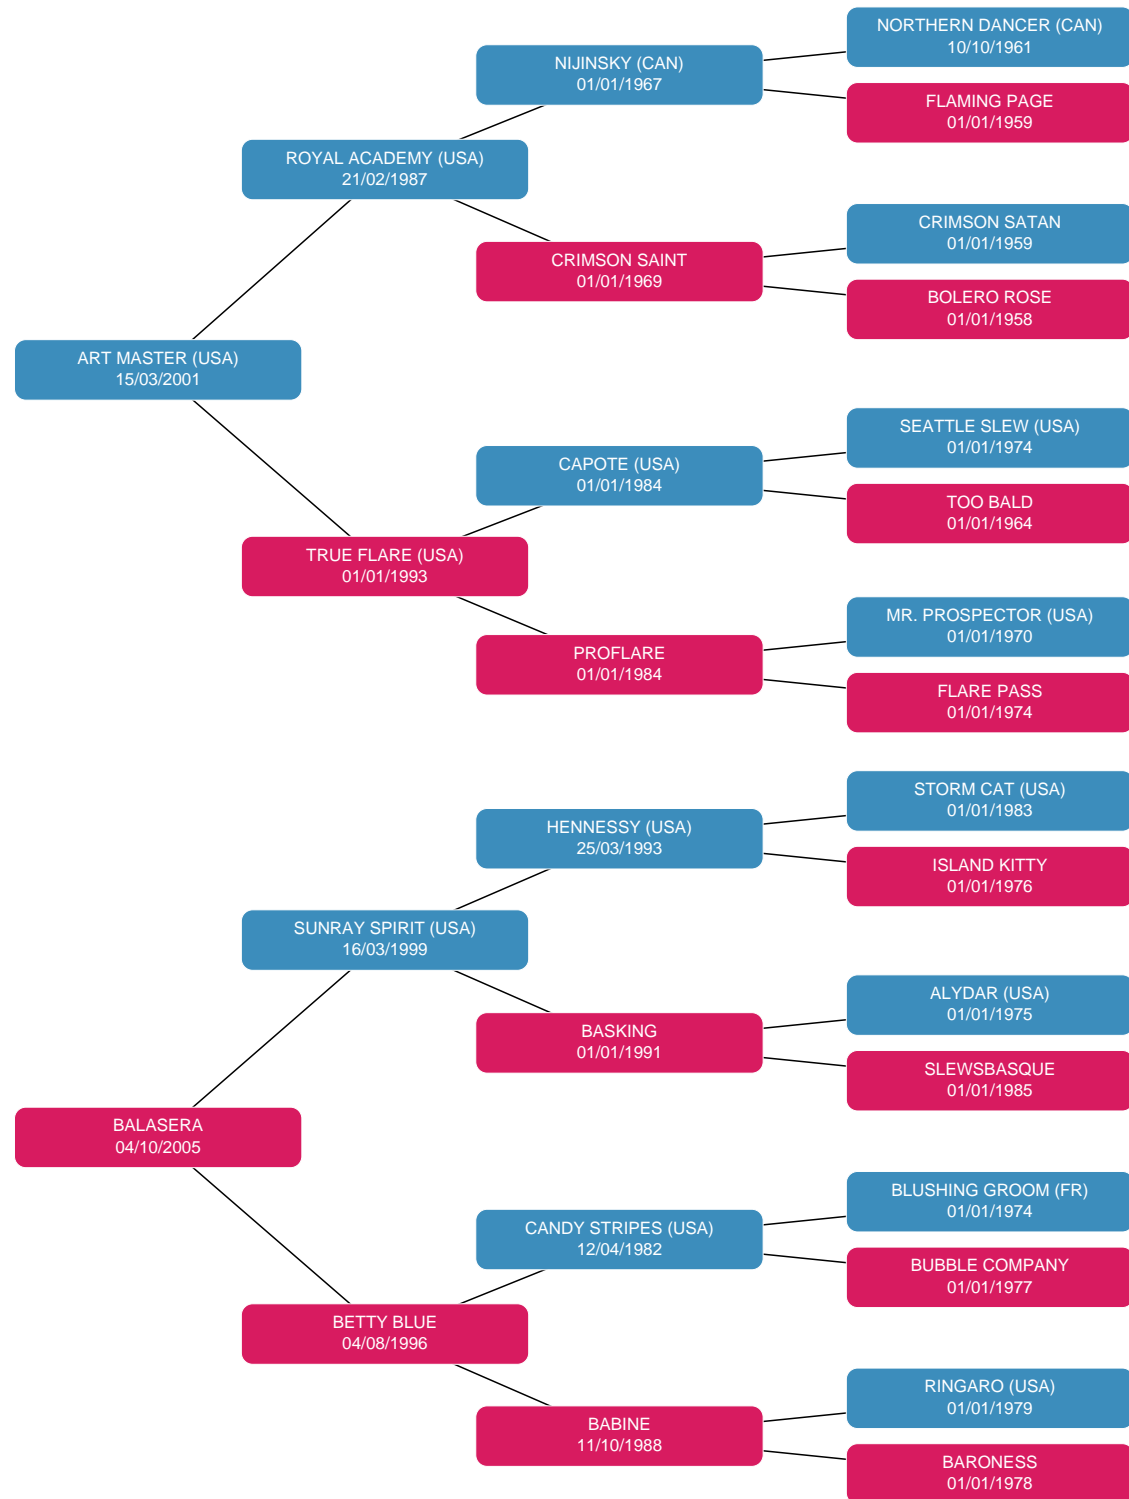 NORTHERN DANCER (CAN)
10/10/1961
NIJINSKY (CAN)
01/01/1967
FLAMING PAGE
01/01/1959
ROYAL ACADEMY (USA)
21/02/1987
CRIMSON SATAN
01/01/1959
CRIMSON SAINT
01/01/1969
BOLERO ROSE
01/01/1958
ART MASTER (USA)
15/03/2001
SEATTLE SLEW (USA)
01/01/1974
CAPOTE (USA)
01/01/1984
TOO BALD
01/01/1964
TRUE FLARE (USA)
01/01/1993
MR. PROSPECTOR (USA)
01/01/1970
PROFLARE
01/01/1984
FLARE PASS
01/01/1974
STORM CAT (USA)
01/01/1983
HENNESSY (USA)
25/03/1993
ISLAND KITTY
01/01/1976
SUNRAY SPIRIT (USA)
16/03/1999
ALYDAR (USA)
01/01/1975
BASKING
01/01/1991
SLEWSBASQUE
01/01/1985
BALASERA
04/10/2005
BLUSHING GROOM (FR)
01/01/1974
CANDY STRIPES (USA)
12/04/1982
BUBBLE COMPANY
01/01/1977
BETTY BLUE
04/08/1996
RINGARO (USA)
01/01/1979
BABINE
11/10/1988
BARONESS
01/01/1978